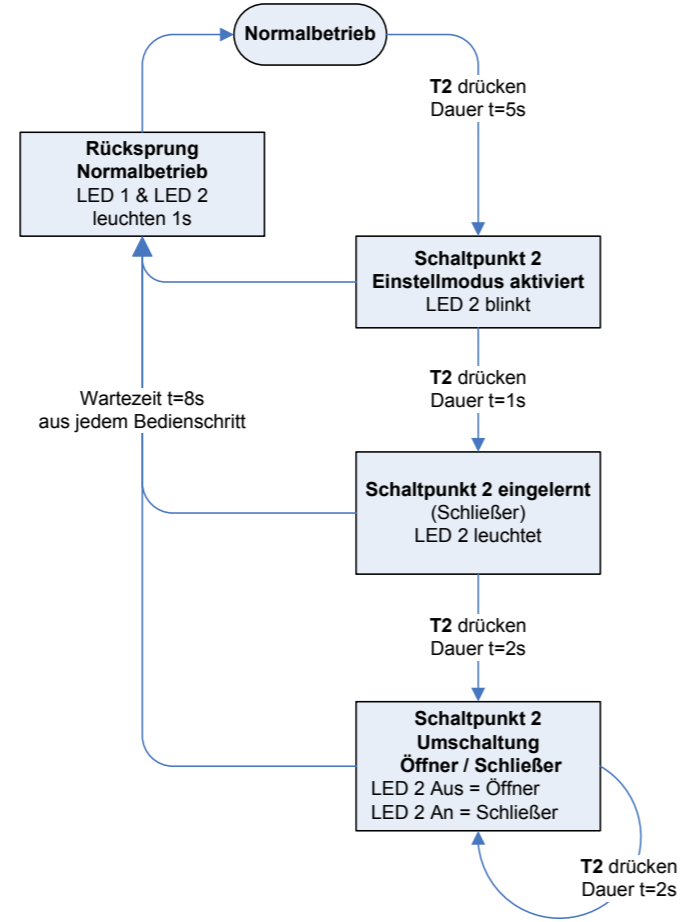 Normalbetrieb
T2 drücken
Dauer t=5s
Rücksprung
Normalbetrieb
LED 1 & LED 2
leuchten 1s
Schaltpunkt 2
Einstellmodus aktiviert
LED 2 blinkt
T2 drücken
Dauer t=1s
Wartezeit t=8s
aus jedem Bedienschritt
Schaltpunkt 2 eingelernt
(Schließer)
LED 2 leuchtet
T2 drücken
Dauer t=2s
Schaltpunkt 2
Umschaltung
Öffner / Schließer
LED 2 Aus = Öffner
LED 2 An = Schließer
T2 drücken
Dauer t=2s